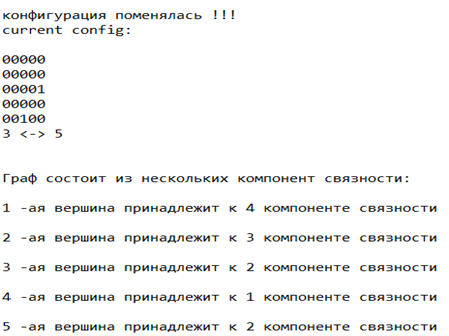 конфигурация поменялась !!!
current config:
00000
00000
00001
00000
00100
3 <-> 5
Граф состоит из нескольких компонент связности:
1 -ая вершина принадлежит к 4 компоненте связности
2 -ая вершина принадлежит к 3 компоненте связности
3 -ая вершина принадлежит к 2 компоненте связности
4 -ая вершина принадлежит к 1 компоненте связности
5 -ая вершина принадлежит к 2 компоненте связности